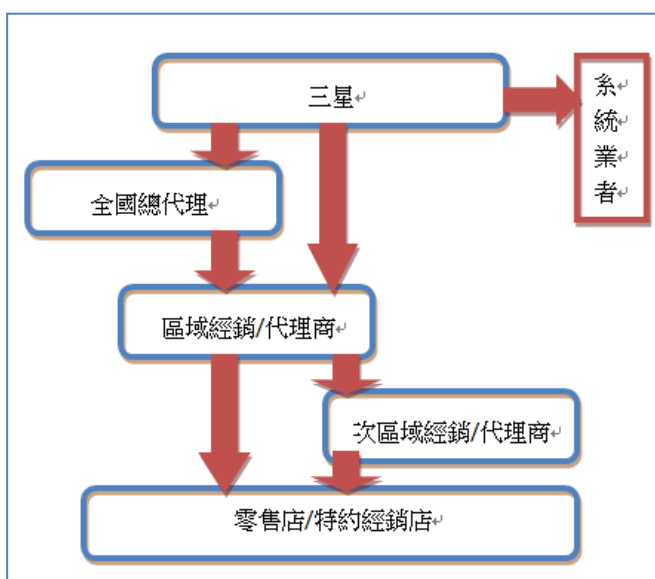 三星
系
統
業
者
全國總代理
區域經銷/代理商
次區域經銷/代理商
零售店/特約經銷店